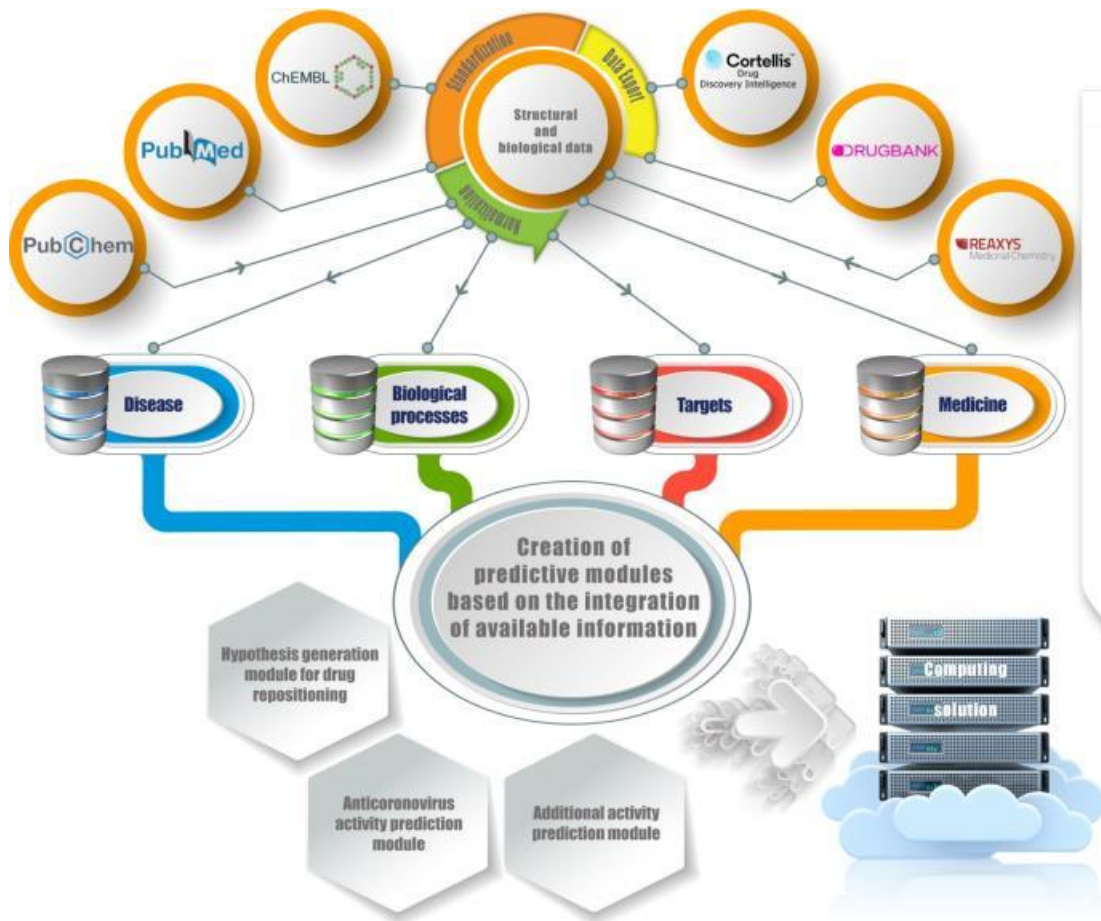 ChEMBL
Standardization
Data Export
Cortellis™
Drug
Discovery Intelligence
PubMed
Structural
and
biological data
DRUGBANK
PubChem
Normalization
REAXYS
Medicinal Chemistry
Disease
Biological
processes
Targets
Medicine
Creation of
predictive modules
based on the integration
of available information
Hypothesis generation
module for drug
repositioning
Computing
solution
Anticoronovirus
activity prediction
module
Additional activity
prediction module